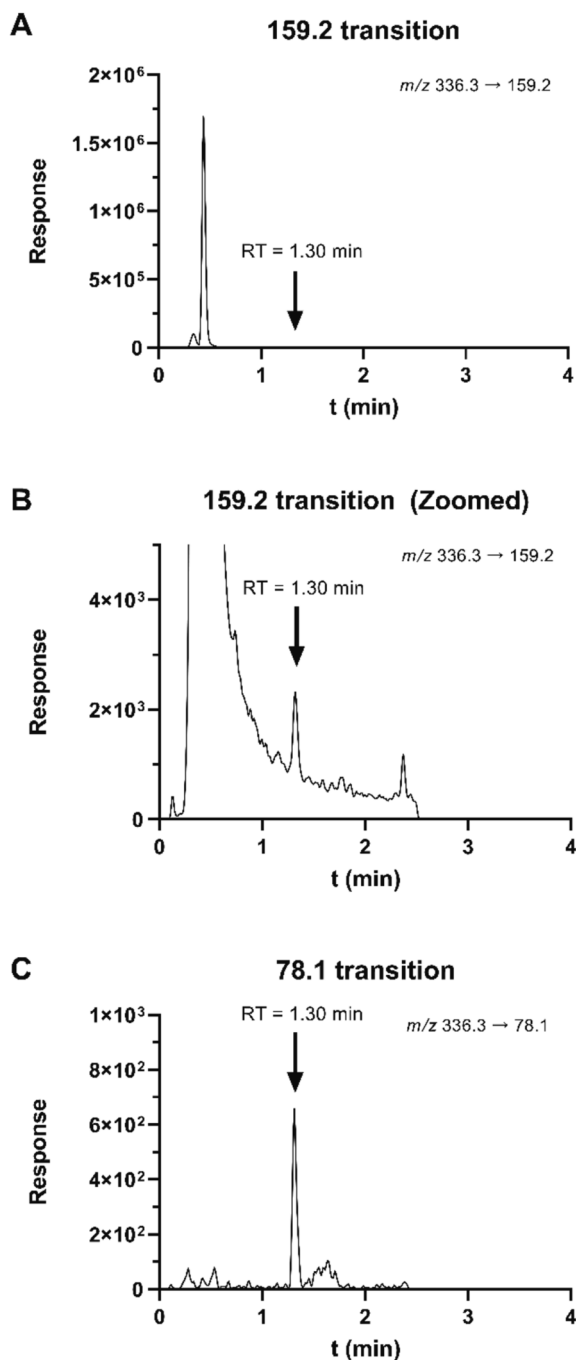 A
159.2 transition
2×10⁶
m/z 336.3 → 159.2
1.5×10⁶
Response
1×10⁶
RT = 1.30 min
5×10⁵
0
0 1 2 3 4
t (min)
B
159.2 transition (Zoomed)
m/z 336.3 → 159.2
4×10³
RT = 1.30 min
Response
2×10³
0
0 1 2 3 4
t (min)
C
78.1 transition
1×10³
RT = 1.30 min
m/z 336.3 → 78.1
8×10²
6×10²
Response
4×10²
2×10²
0
0 1 2 3 4
t (min)